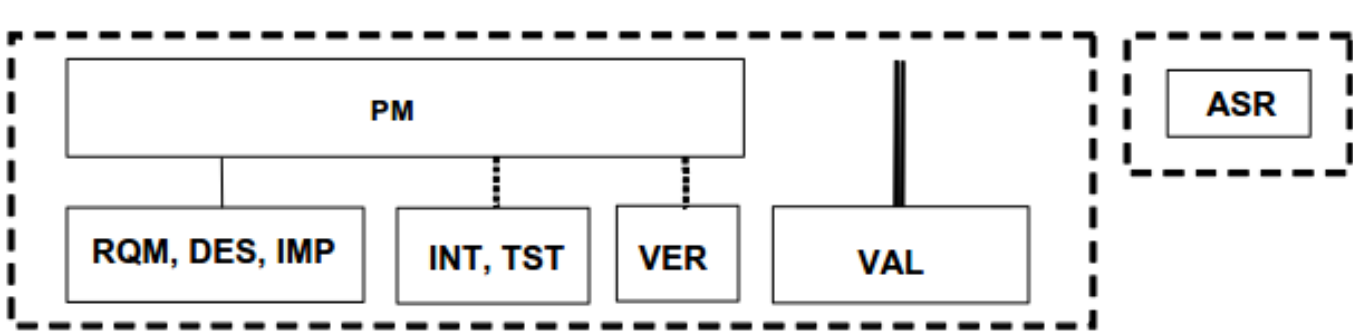 PM
ASR
RQM, DES, IMP
INT, TST
VER
VAL